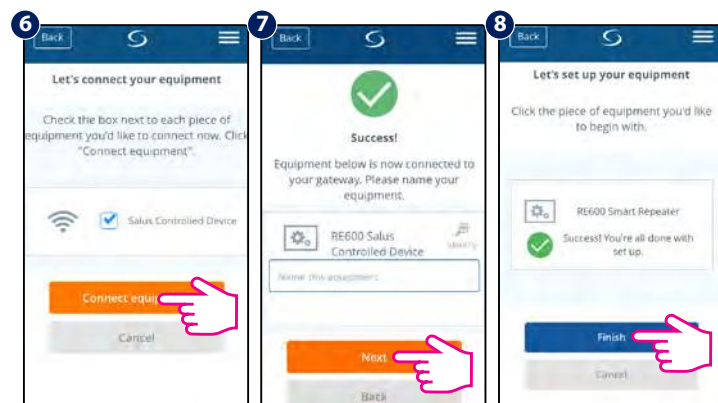 6
Back
Let's connect your equipment
Check the box next to each piece of
equipment you'd like to connect now. Click
"Connect equipment".
Salus Controlled Device
Connect equip
Cancel
7
Back
Success!
Equipment below is now connected to
your gateway. Please name your
equipment.
RE600 Salus
Controlled Device
Identify
Name this equipment
Next
Back
8
Back
Let's set up your equipment
Click the piece of equipment you'd like
to begin with.
RE600 Smart Repeater
Success! You're all done with
set up.
Finish
Cancel